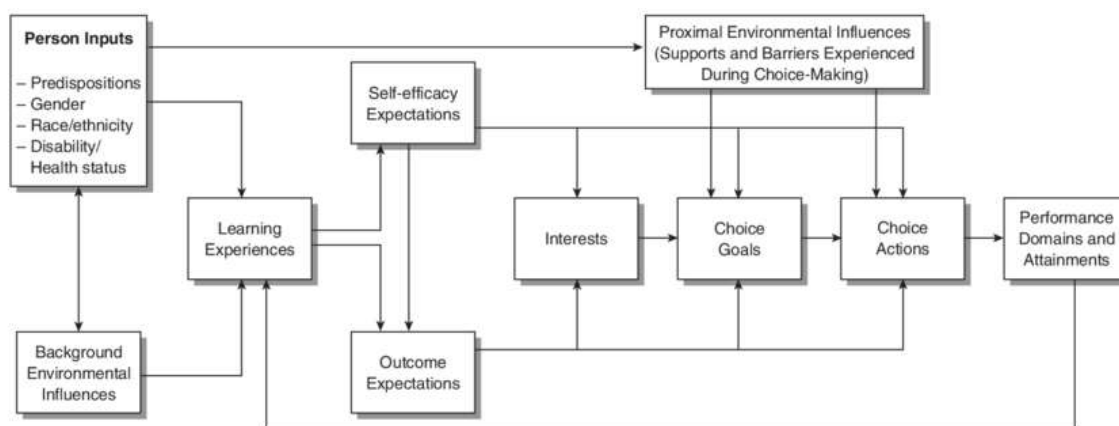 Person Inputs
– Predispositions
– Gender
– Race/ethnicity
– Disability/
Health status
Proximal Environmental Influences
(Supports and Barriers Experienced
During Choice-Making)
Self-efficacy
Expectations
Learning
Experiences
Interests
Choice
Goals
Choice
Actions
Performance
Domains and
Attainments
Background
Environmental
Influences
Outcome
Expectations